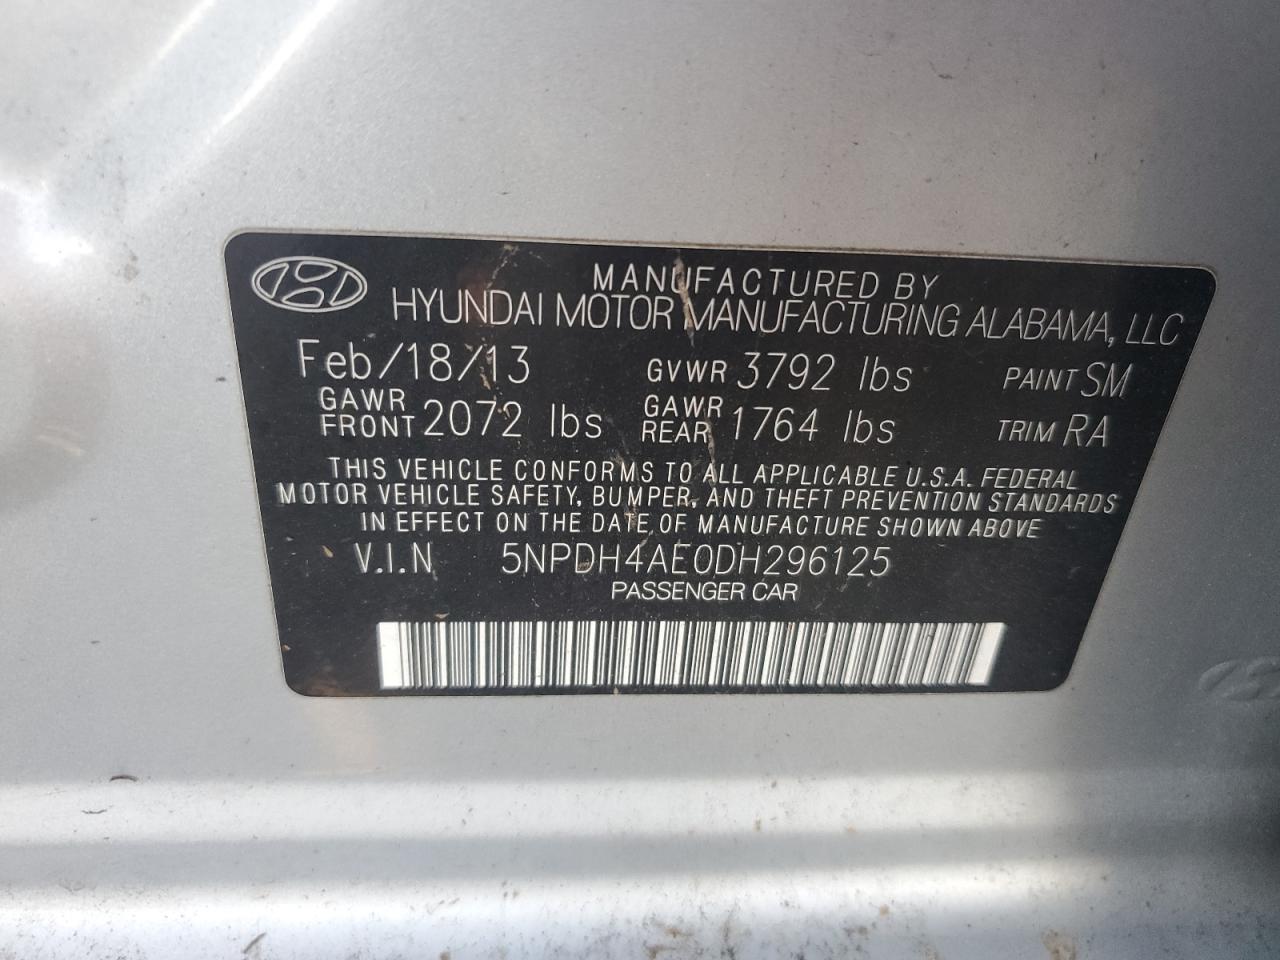 MANUFACTURED BY
HYUNDAI MOTOR MANUFACTURING ALABAMA, LLC
Feb/18/13 GVWR 3792 lbs PAINT SM
GAWR FRONT 2072 lbs GAWR REAR 1764 lbs TRIM RA
THIS VEHICLE CONFORMS TO ALL APPLICABLE U.S.A. FEDERAL
MOTOR VEHICLE SAFETY, BUMPER, AND THEFT PREVENTION STANDARDS
IN EFFECT ON THE DATE OF MANUFACTURE SHOWN ABOVE
V.I.N 5NPDH4AE0DH296125
PASSENGER CAR